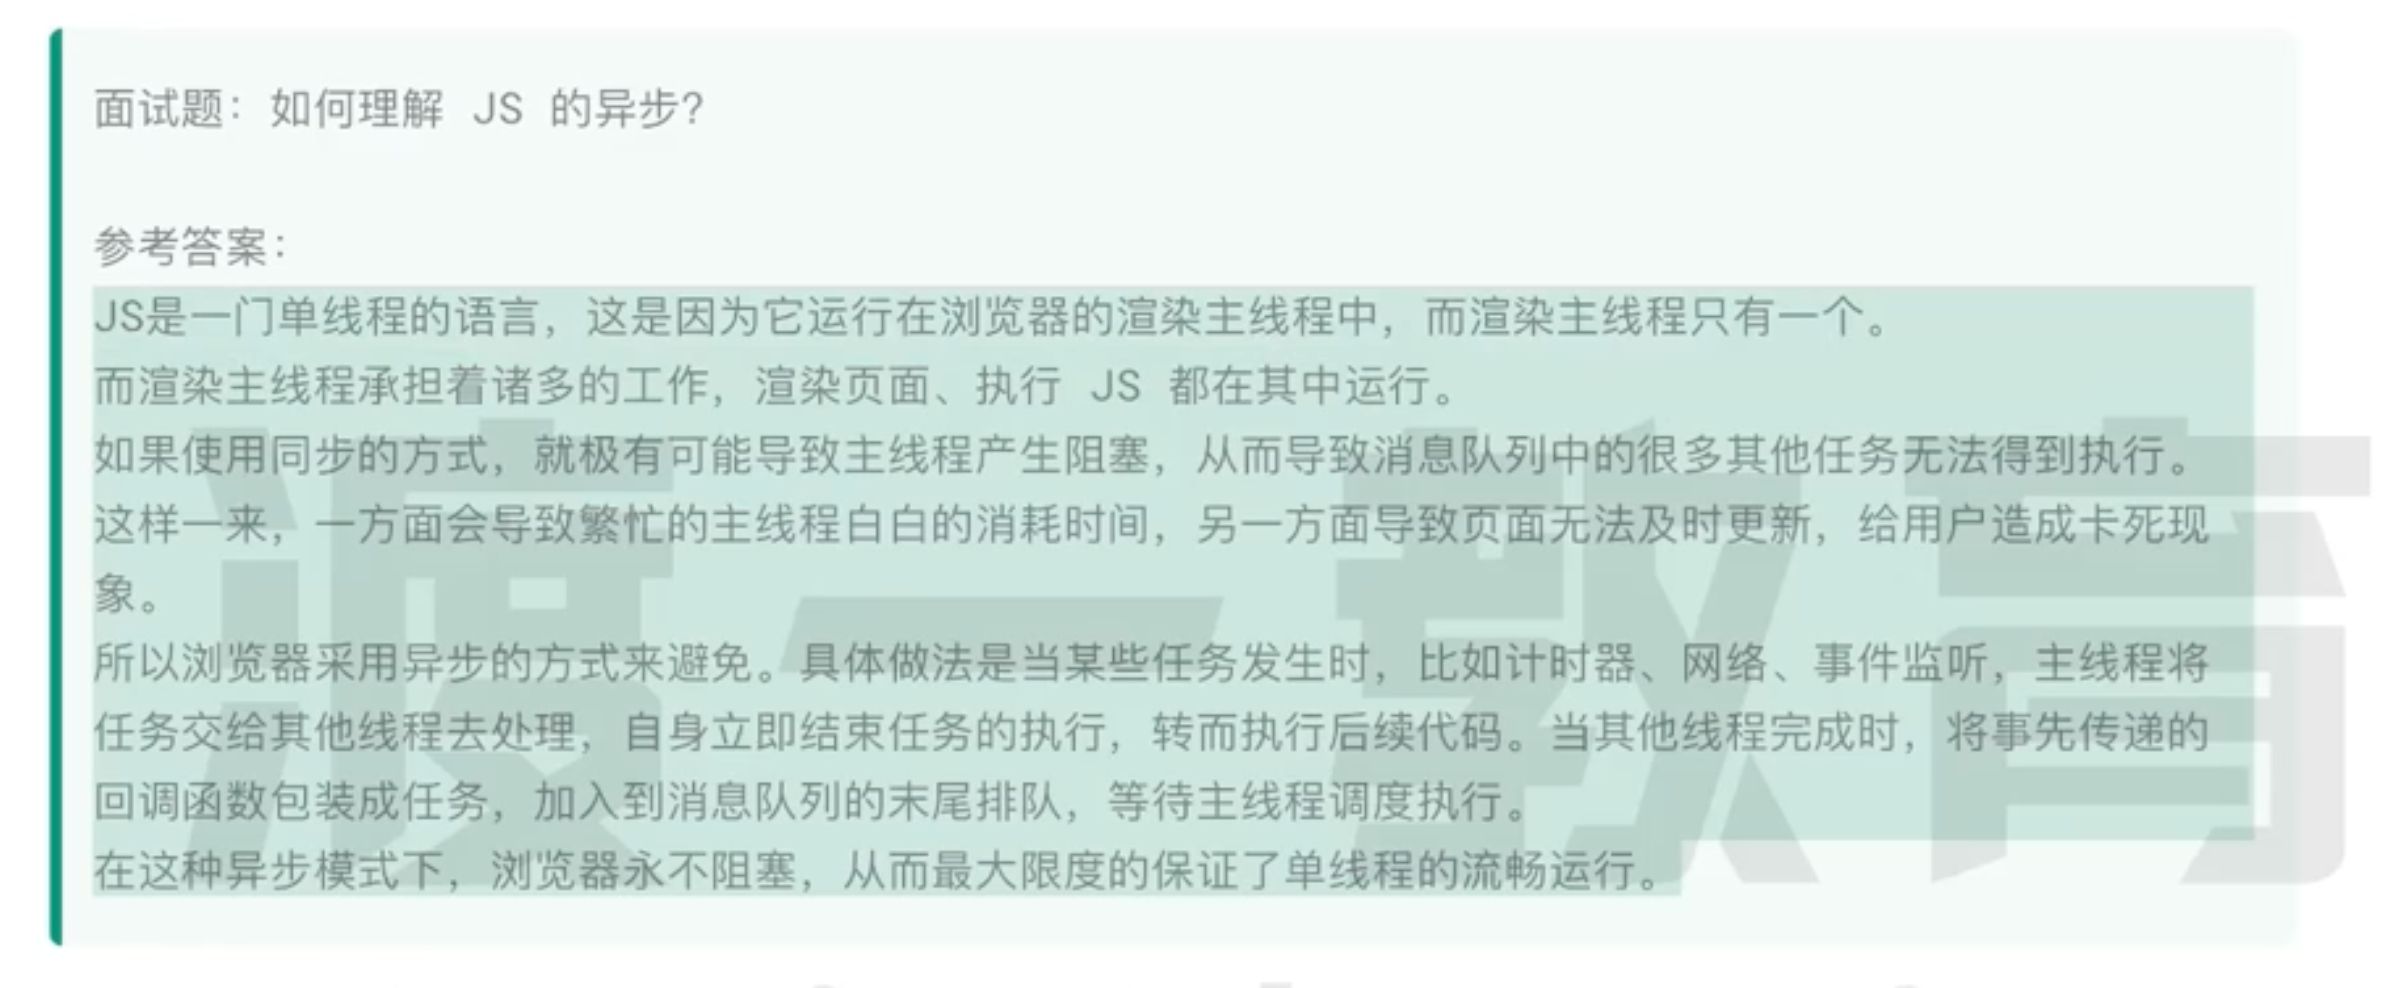 面试题：如何理解 JS 的异步？
参考答案：
JS是一门单线程的语言，这是因为它运行在浏览器的渲染主线程中，而渲染主线程只有一个。
而渲染主线程承担着诸多的工作，渲染页面、执行 JS 都在其中运行。
如果使用同步的方式，就极有可能导致主线程产生阻塞，从而导致消息队列中的很多其他任务无法得到执行。
这样一来，一方面会导致繁忙的主线程白白的消耗时间，另一方面导致页面无法及时更新，给用户造成卡死现
象。
所以浏览器采用异步的方式来避免。具体做法是当某些任务发生时，比如计时器、网络、事件监听，主线程将
任务交给其他线程去处理，自身立即结束任务的执行，转而执行后续代码。当其他线程完成时，将事先传递的
回调函数包装成任务，加入到消息队列的末尾排队，等待主线程调度执行。
在这种异步模式下，浏览器永不阻塞，从而最大限度的保证了单线程的流畅运行。
渡一教育